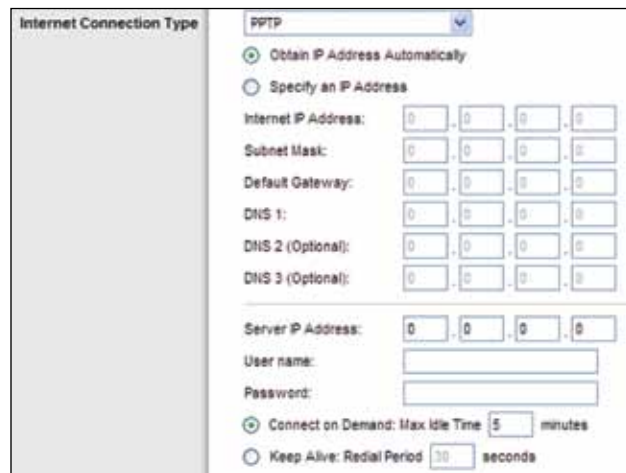 Internet Connection Type PPTP
Obtain IP Address Automatically
Specify an IP Address
Internet IP Address: 0 . 0 . 0 . 0
Subnet Mask: 0 . 0 . 0 . 0
Default Gateway: 0 . 0 . 0 . 0
DNS 1: 0 . 0 . 0 . 0
DNS 2 (Optional): 0 . 0 . 0 . 0
DNS 3 (Optional): 0 . 0 . 0 . 0
Server IP Address: 0 . 0 . 0 . 0
User name:
Password:
Connect on Demand: Max Idle Time 5 minutes
Keep Alive: Redial Period 30 seconds